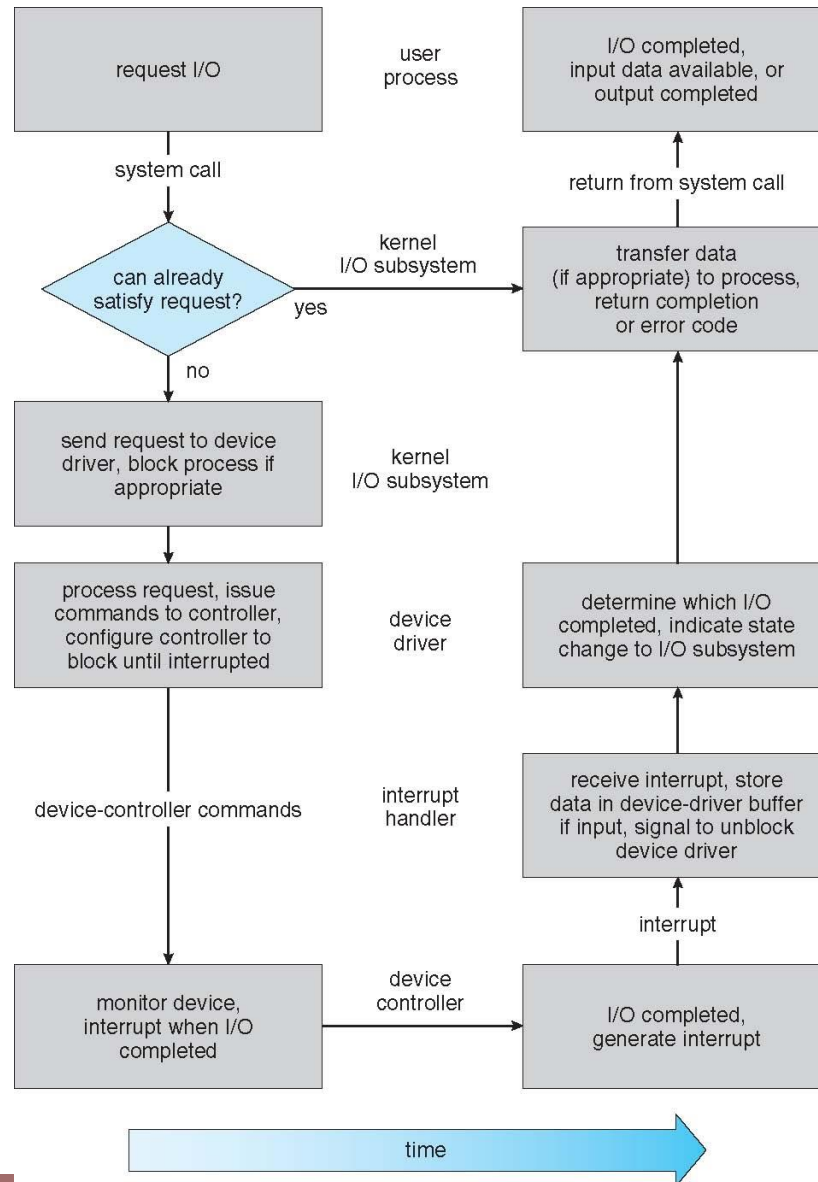 request I/O
user
process
I/O completed,
input data available, or
output completed
system call
return from system call
can already
satisfy request?
kernel
I/O subsystem
yes
transfer data
(if appropriate) to process,
return completion
or error code
no
send request to device
driver, block process if
appropriate
kernel
I/O subsystem
process request, issue
commands to controller,
configure controller to
block until interrupted
device
driver
determine which I/O
completed, indicate state
change to I/O subsystem
device-controller commands
interrupt
handler
receive interrupt, store
data in device-driver buffer
if input, signal to unblock
device driver
interrupt
monitor device,
interrupt when I/O
completed
device
controller
I/O completed,
generate interrupt
time